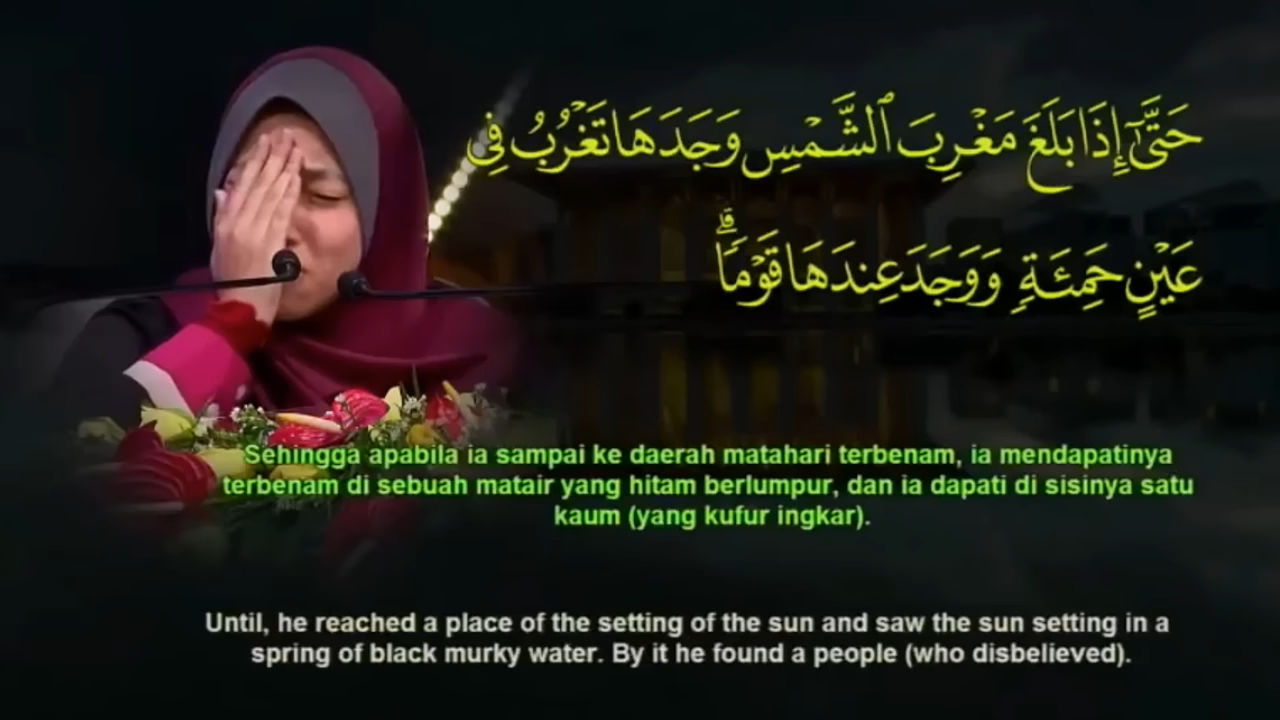 حَتَّىٰٓ إِذَا بَلَغَ مَغْرِبَ ٱلشَّمْسِ وَجَدَهَا تَغْرُبُ فِى
عَيْنٍ حَمِئَةٍ وَوَجَدَ عِندَهَا قَوْمًا ۗ
Sehingga apabila ia sampai ke daerah matahari terbenam, ia mendapatinya
terbenam di sebuah matair yang hitam berlumpur, dan ia dapati di sisinya satu
kaum (yang kufur ingkar).
Until, he reached a place of the setting of the sun and saw the sun setting in a
spring of black murky water. By it he found a people (who disbelieved).